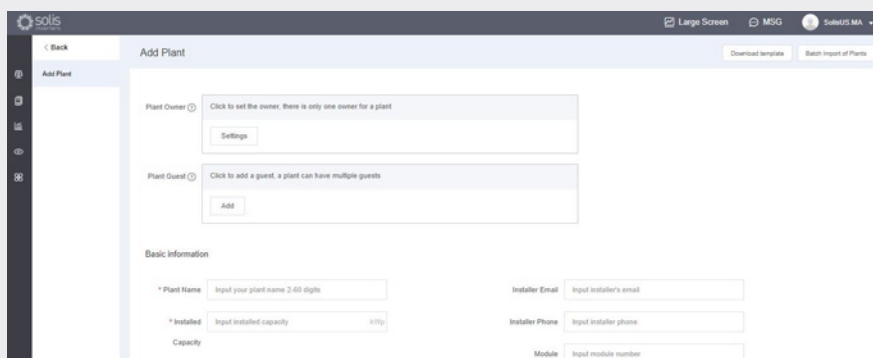 solis
inverters
Large Screen
MSG
SolisUS.MA
< Back
Add Plant
Download template
Batch Import of Plants
Add Plant
Plant Owner ?
Click to set the owner, there is only one owner for a plant
Settings
Plant Guest ?
Click to add a guest, a plant can have multiple guests
Add
Basic information
* Plant Name
Input your plant name 2-60 digits
Installer Email
Input installer's email
* Installed
Capacity
Input installed capacity
kWp
Installer Phone
Input installer phone
Module
Input module number